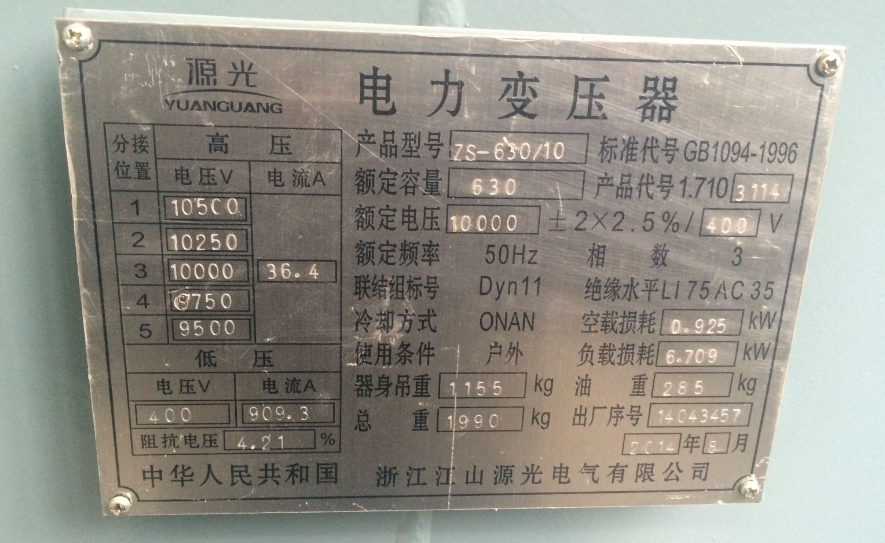 源光
YUANGUANG
电力变压器
分接位置 高压
电压V 电流A
1 10500
2 10250
3 10000 36.4
4 9750
5 9500
低压
电压V 电流A
400 909.3
阻抗电压 4.21 %
产品型号 ZS-630/10 标准代号 GB1094-1996
额定容量 630 产品代号 1.710 3114
额定电压 10000 ±2×2.5%/ 400 V
额定频率 50Hz 相数 3
联结组标号 Dyn11 绝缘水平 LI75AC35
冷却方式 ONAN 空载损耗 0.925 kW
使用条件 户外 负载损耗 6.709 kW
器身吊重 1155 kg 油重 285 kg
总重 1990 kg 出厂序号 14043457
2014年 月
中华人民共和国 浙江江山源光电气有限公司